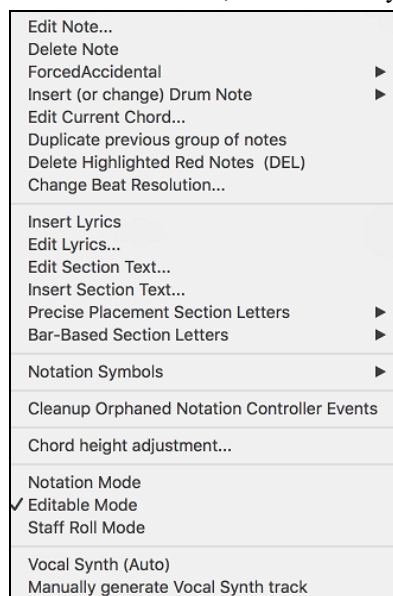 Edit Note...
Delete Note
ForcedAccidental
Insert (or change) Drum Note
Edit Current Chord...
Duplicate previous group of notes
Delete Highlighted Red Notes (DEL)
Change Beat Resolution...
Insert Lyrics
Edit Lyrics...
Edit Section Text...
Insert Section Text...
Precise Placement Section Letters
Bar-Based Section Letters
Notation Symbols
Cleanup Orphaned Notation Controller Events
Chord height adjustment...
Notation Mode
✓ Editable Mode
Staff Roll Mode
Vocal Synth (Auto)
Manually generate Vocal Synth track